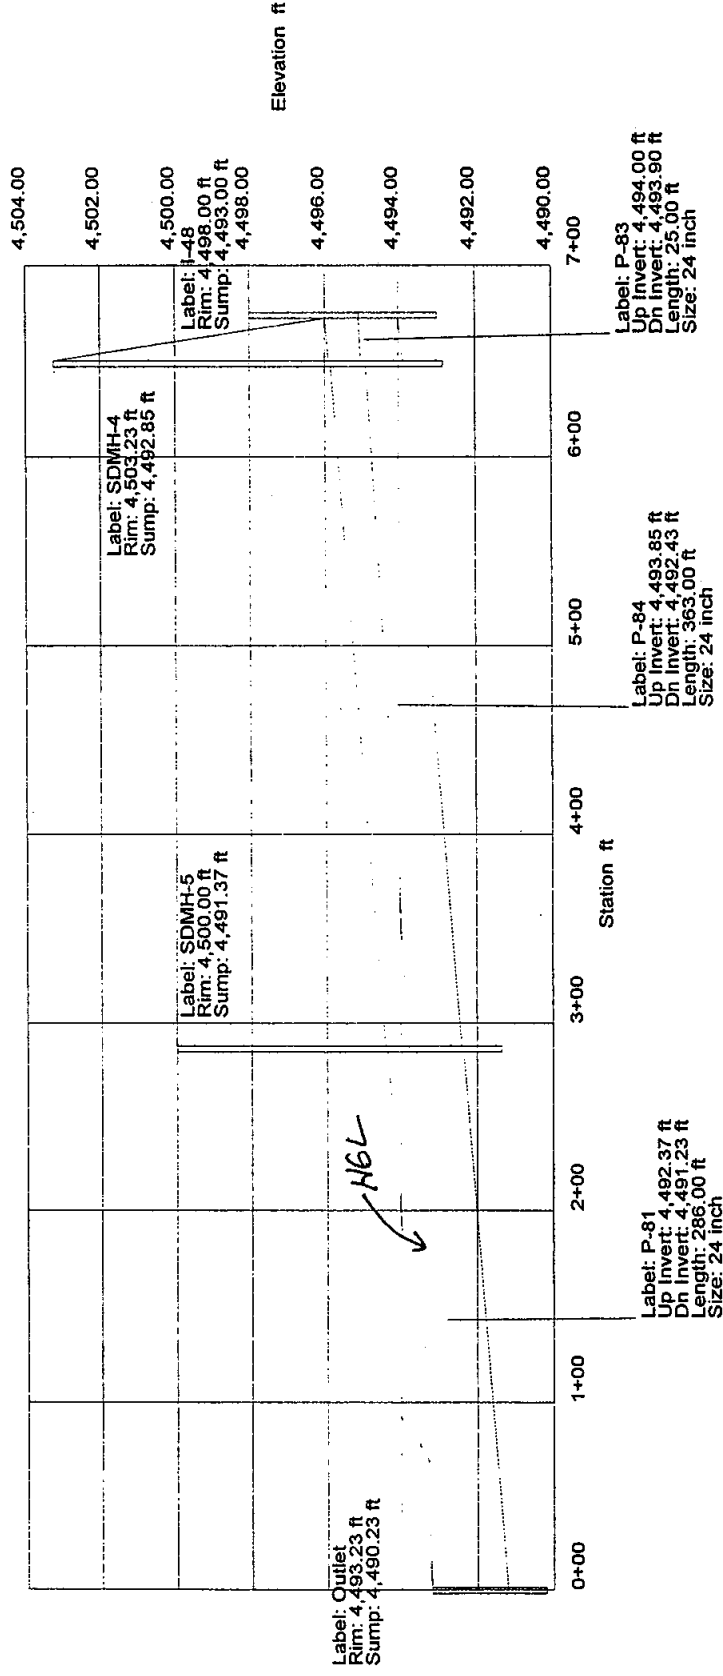 Label: Outlet
Rim: 4,493.23 ft
Sump: 4,490.23 ft
Label: SDMH-5
Rim: 4,500.00 ft
Sump: 4,491.37 ft
Label: SDMH-4
Rim: 4,503.23 ft
Sump: 4,492.85 ft
Label: I-48
Rim: 4,498.00 ft
Sump: 4,493.00 ft
4,504.00
4,502.00
4,500.00
4,498.00
4,496.00
4,494.00
4,492.00
4,490.00
Elevation ft
HGL
0+00
1+00
2+00
3+00
4+00
5+00
6+00
7+00
Station ft
Label: P-81
Up Invert: 4,492.37 ft
Dn Invert: 4,491.23 ft
Length: 286.00 ft
Size: 24 inch
Label: P-84
Up Invert: 4,493.85 ft
Dn Invert: 4,492.43 ft
Length: 363.00 ft
Size: 24 inch
Label: P-83
Up Invert: 4,494.00 ft
Dn Invert: 4,493.90 ft
Length: 25.00 ft
Size: 24 inch